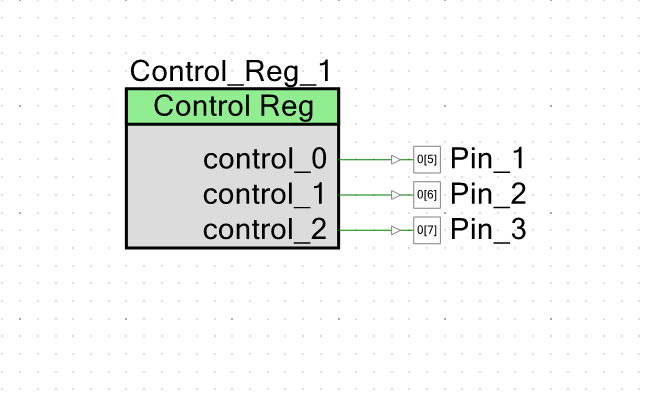 Control_Reg_1
Control Reg
control_0 0[5] Pin_1
control_1 0[6] Pin_2
control_2 0[7] Pin_3